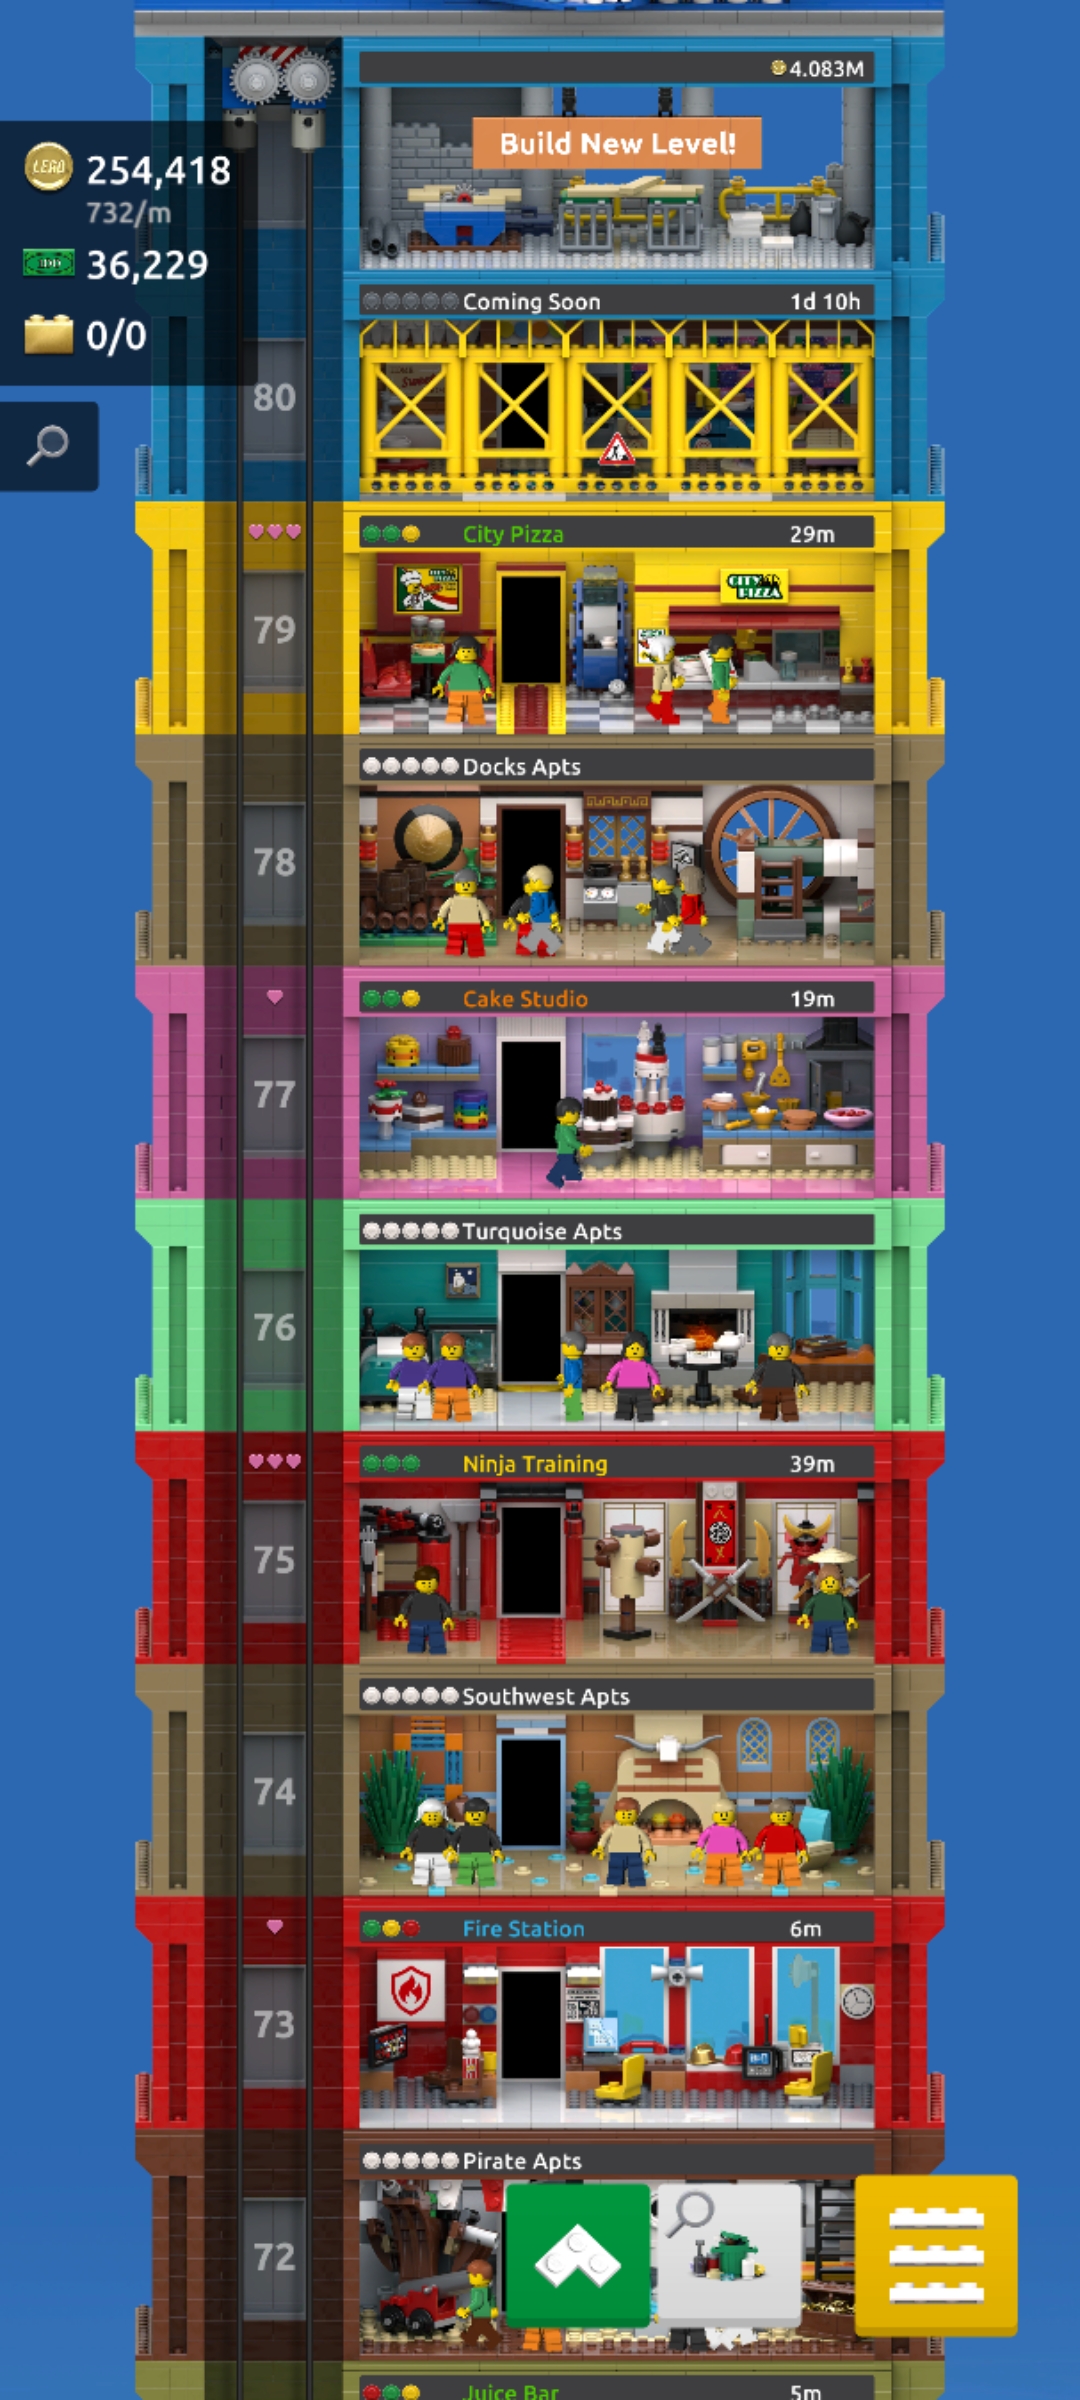 4.083M
Build New Level!
LEGO
254,418
732/m
36,229
0/0
Coming Soon 1d 10h
80
City Pizza 29m
CITY PIZZA
79
Docks Apts
78
Cake Studio 19m
77
Turquoise Apts
76
Ninja Training 39m
75
Southwest Apts
74
Fire Station 6m
73
Pirate Apts
72
Juice Bar 5m